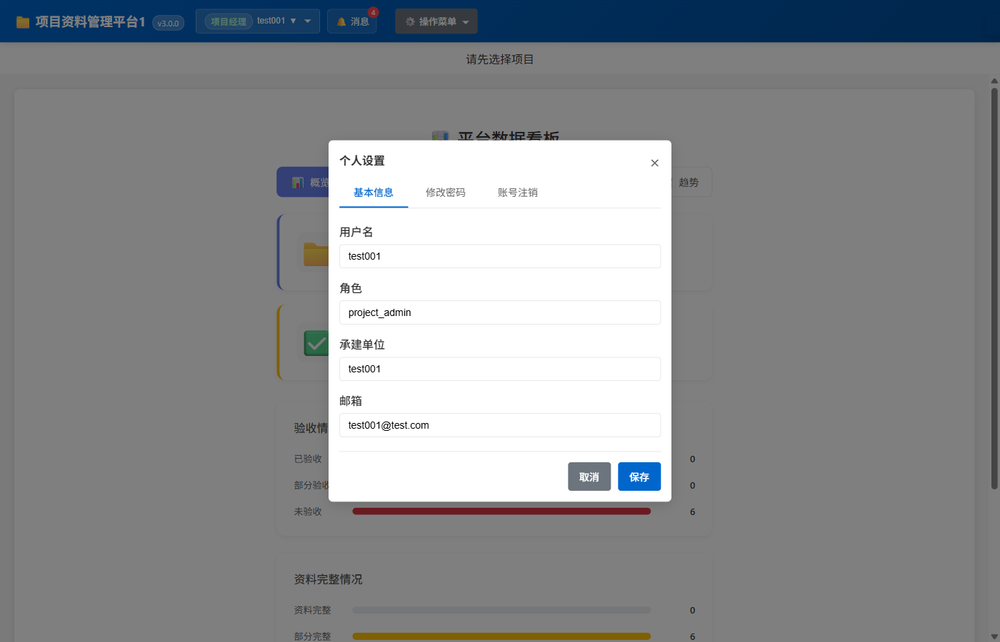 项目资料管理平台1 v3.0.0 项目经理 test001 ▼ 消息 4 操作菜单
请先选择项目
平台数据看板
概览 趋势
个人设置 ×
基本信息 修改密码 账号注销
用户名
test001
角色
project_admin
承建单位
test001
邮箱
test001@test.com
取消 保存
验收情
已验收 0
部分验收 0
未验收 6
资料完整情况
资料完整 0
部分完整 6